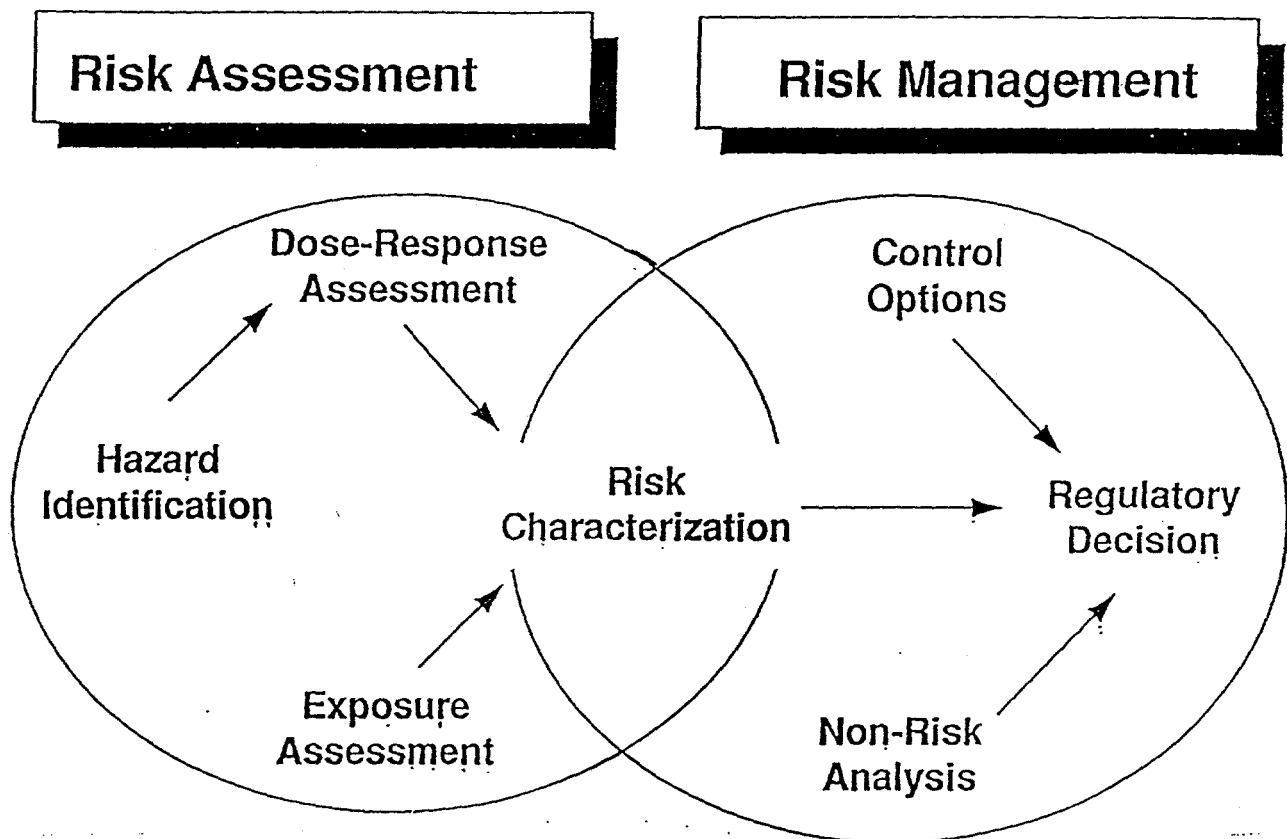 Risk Assessment
Risk Management
Dose-Response
Assessment
Control
Options
Hazard
Identification
Risk
Characterization
Regulatory
Decision
Exposure
Assessment
Non-Risk
Analysis